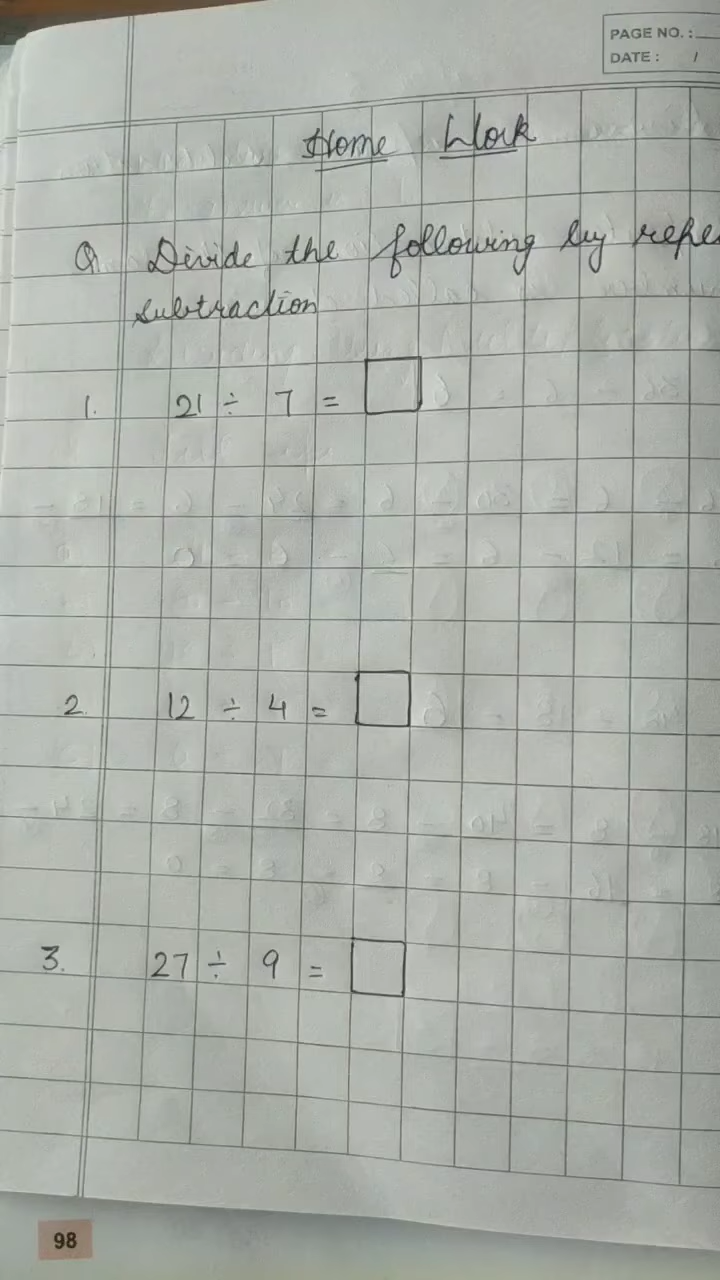 PAGE NO. :
DATE : /
Home Work
Q Divide the following by
subtraction
1. 21 ÷ 7 =
2. 12 ÷ 4 =
3. 27 ÷ 9 =
98